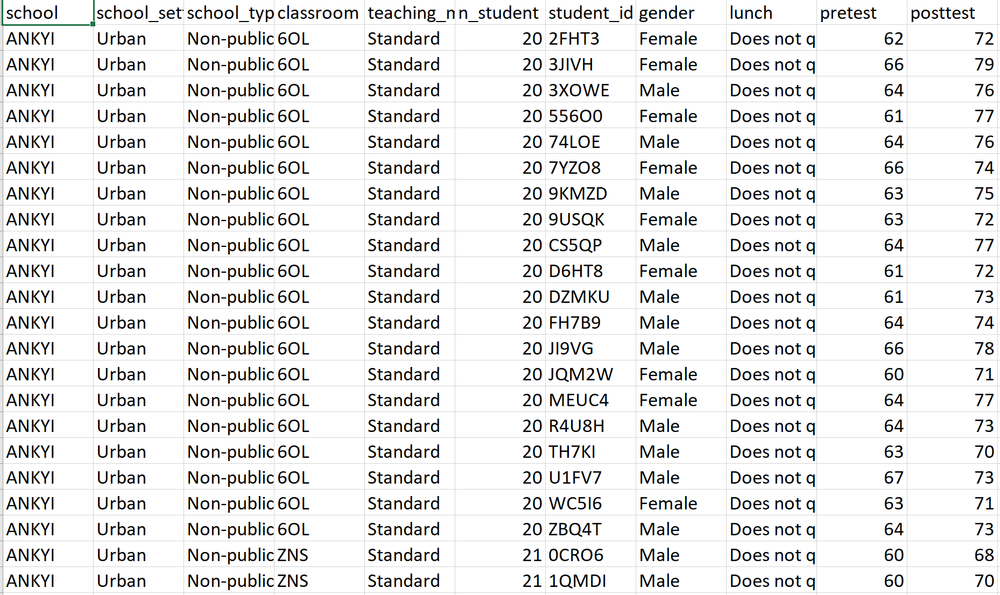 school school_set school_typ classroom teaching_m n_student student_id gender lunch pretest posttest
ANKYI Urban Non-public 6OL Standard 20 2FHT3 Female Does not q 62 72
ANKYI Urban Non-public 6OL Standard 20 3JIVH Female Does not q 66 79
ANKYI Urban Non-public 6OL Standard 20 3XOWE Male Does not q 64 76
ANKYI Urban Non-public 6OL Standard 20 556O0 Female Does not q 61 77
ANKYI Urban Non-public 6OL Standard 20 74LOE Male Does not q 64 76
ANKYI Urban Non-public 6OL Standard 20 7YZO8 Female Does not q 66 74
ANKYI Urban Non-public 6OL Standard 20 9KMZD Male Does not q 63 75
ANKYI Urban Non-public 6OL Standard 20 9USQK Female Does not q 63 72
ANKYI Urban Non-public 6OL Standard 20 CS5QP Male Does not q 64 77
ANKYI Urban Non-public 6OL Standard 20 D6HT8 Female Does not q 61 72
ANKYI Urban Non-public 6OL Standard 20 DZMKU Male Does not q 61 73
ANKYI Urban Non-public 6OL Standard 20 FH7B9 Male Does not q 64 74
ANKYI Urban Non-public 6OL Standard 20 JI9VG Male Does not q 66 78
ANKYI Urban Non-public 6OL Standard 20 JQM2W Female Does not q 60 71
ANKYI Urban Non-public 6OL Standard 20 MEUC4 Female Does not q 64 77
ANKYI Urban Non-public 6OL Standard 20 R4U8H Male Does not q 64 73
ANKYI Urban Non-public 6OL Standard 20 TH7KI Male Does not q 63 70
ANKYI Urban Non-public 6OL Standard 20 U1FV7 Male Does not q 67 73
ANKYI Urban Non-public 6OL Standard 20 WC5I6 Female Does not q 63 71
ANKYI Urban Non-public 6OL Standard 20 ZBQ4T Male Does not q 64 73
ANKYI Urban Non-public ZNS Standard 21 0CRO6 Male Does not q 60 68
ANKYI Urban Non-public ZNS Standard 21 1QMDI Male Does not q 60 70